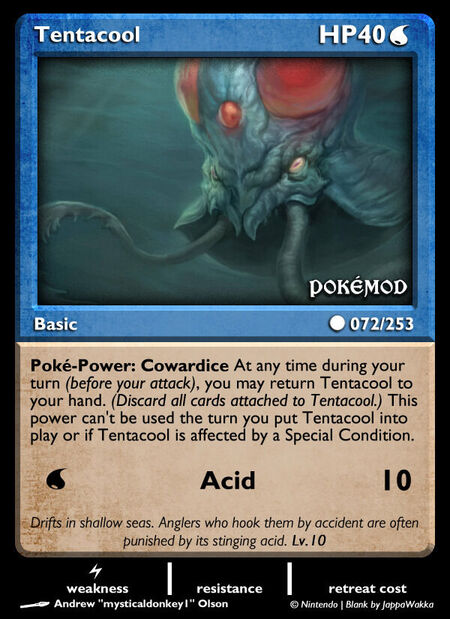 Tentacool HP40
POKÉMOD
Basic 072/253
Poké-Power: Cowardice At any time during your
turn (before your attack), you may return Tentacool to
your hand. (Discard all cards attached to Tentacool.) This
power can't be used the turn you put Tentacool into
play or if Tentacool is affected by a Special Condition.
Acid 10
Drifts in shallow seas. Anglers who hook them by accident are often
punished by its stinging acid. Lv.10
weakness resistance retreat cost
Andrew "mysticaldonkey1" Olson © Nintendo | Blank by JappaWakka